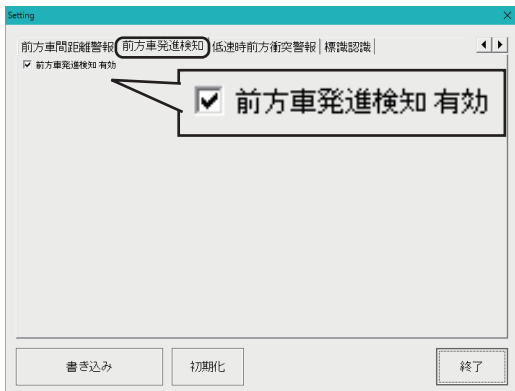 Setting
前方車間距離警報 前方車発進検知 低速時前方衝突警報 標識認識
前方車発進検知 有効
前方車発進検知 有効
書き込み 初期化 終了